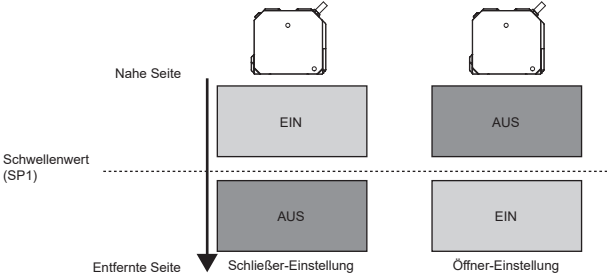 Nahe Seite
EIN
AUS
Schwellenwert
(SP1)
AUS
EIN
Entfernte Seite
Schließer-Einstellung
Öffner-Einstellung